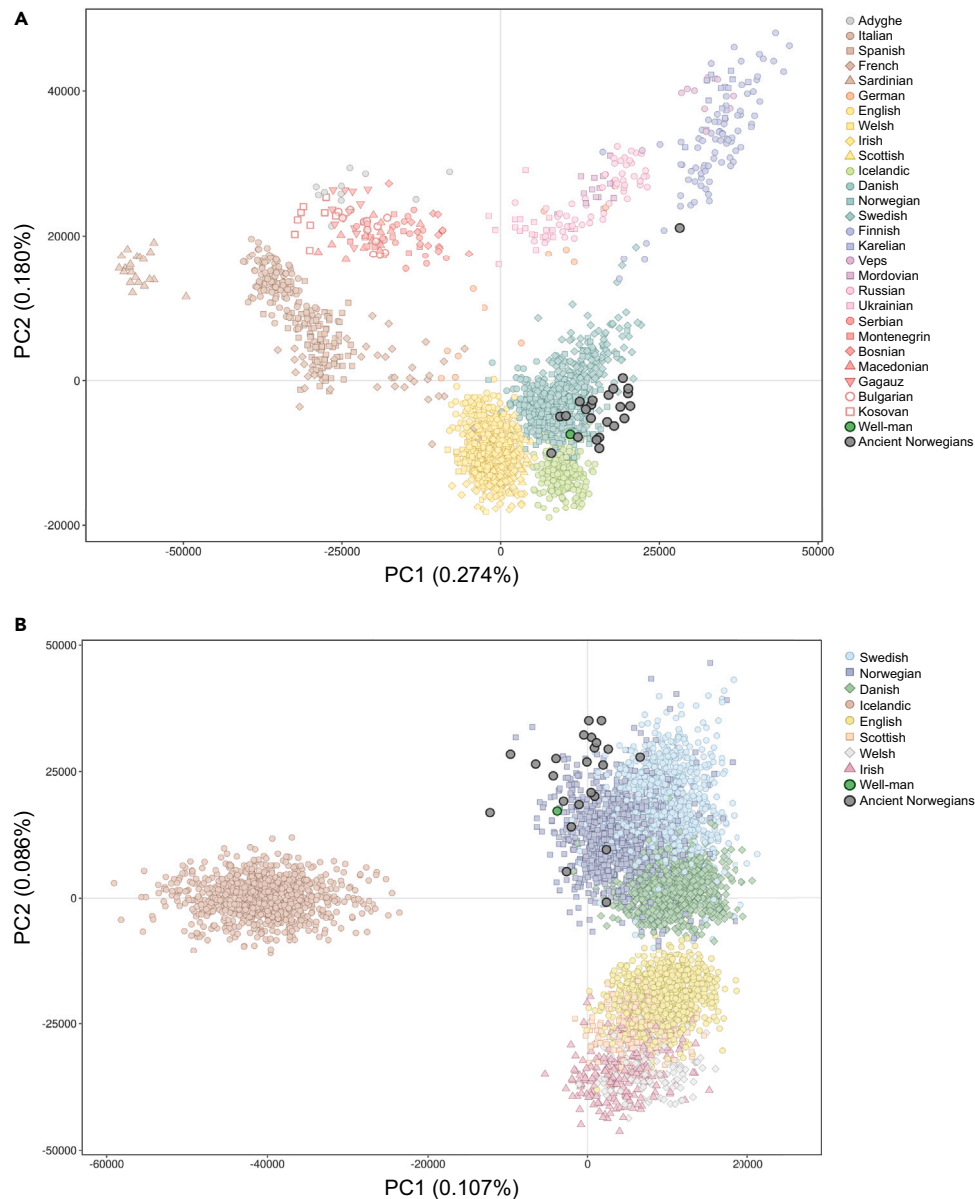 A
40000
20000
0
-20000
PC2 (0.180%)
-50000
-25000
0
25000
50000
PC1 (0.274%)
Adyghe
Italian
Spanish
French
Sardinian
German
English
Welsh
Irish
Scottish
Icelandic
Danish
Norwegian
Swedish
Finnish
Karelian
Veps
Mordovian
Russian
Ukrainian
Serbian
Montenegrin
Bosnian
Macedonian
Gagauz
Bulgarian
Kosovan
Well-man
Ancient Norwegians
B
50000
25000
0
-25000
-50000
PC2 (0.086%)
-60000
-40000
-20000
0
20000
PC1 (0.107%)
Swedish
Norwegian
Danish
Icelandic
English
Scottish
Welsh
Irish
Well-man
Ancient Norwegians